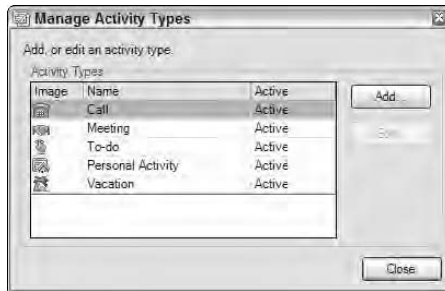 Manage Activity Types
Add, or edit an activity type.
Activity Types
Image Name Active
Call Active
Meeting Active
To-do Active
Personal Activity Active
Vacation Active
Add...
Edit...
Close